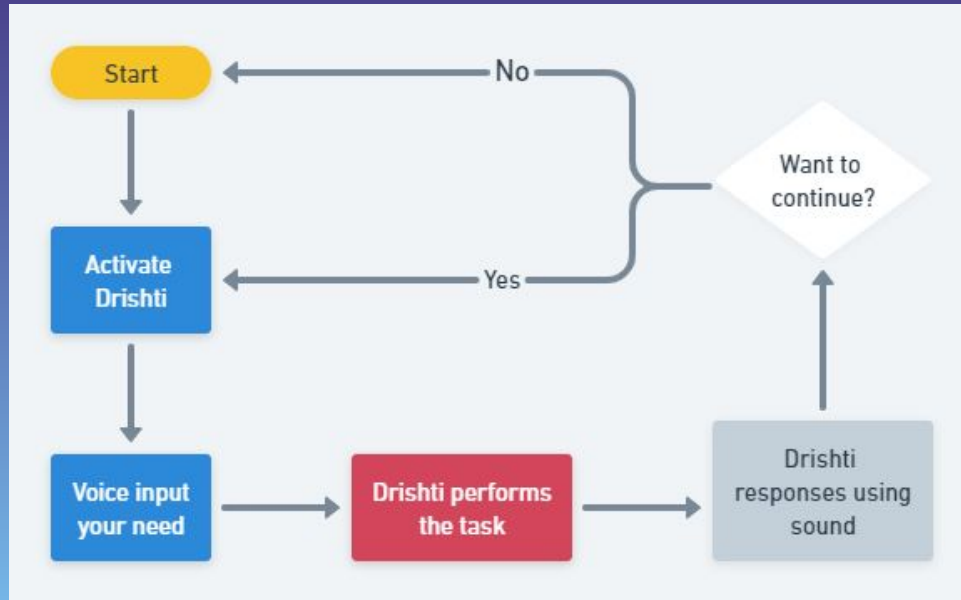 Start
No
Want to
continue?
Activate
Drishti
Yes
Voice input
your need
Drishti performs
the task
Drishti
responses using
sound